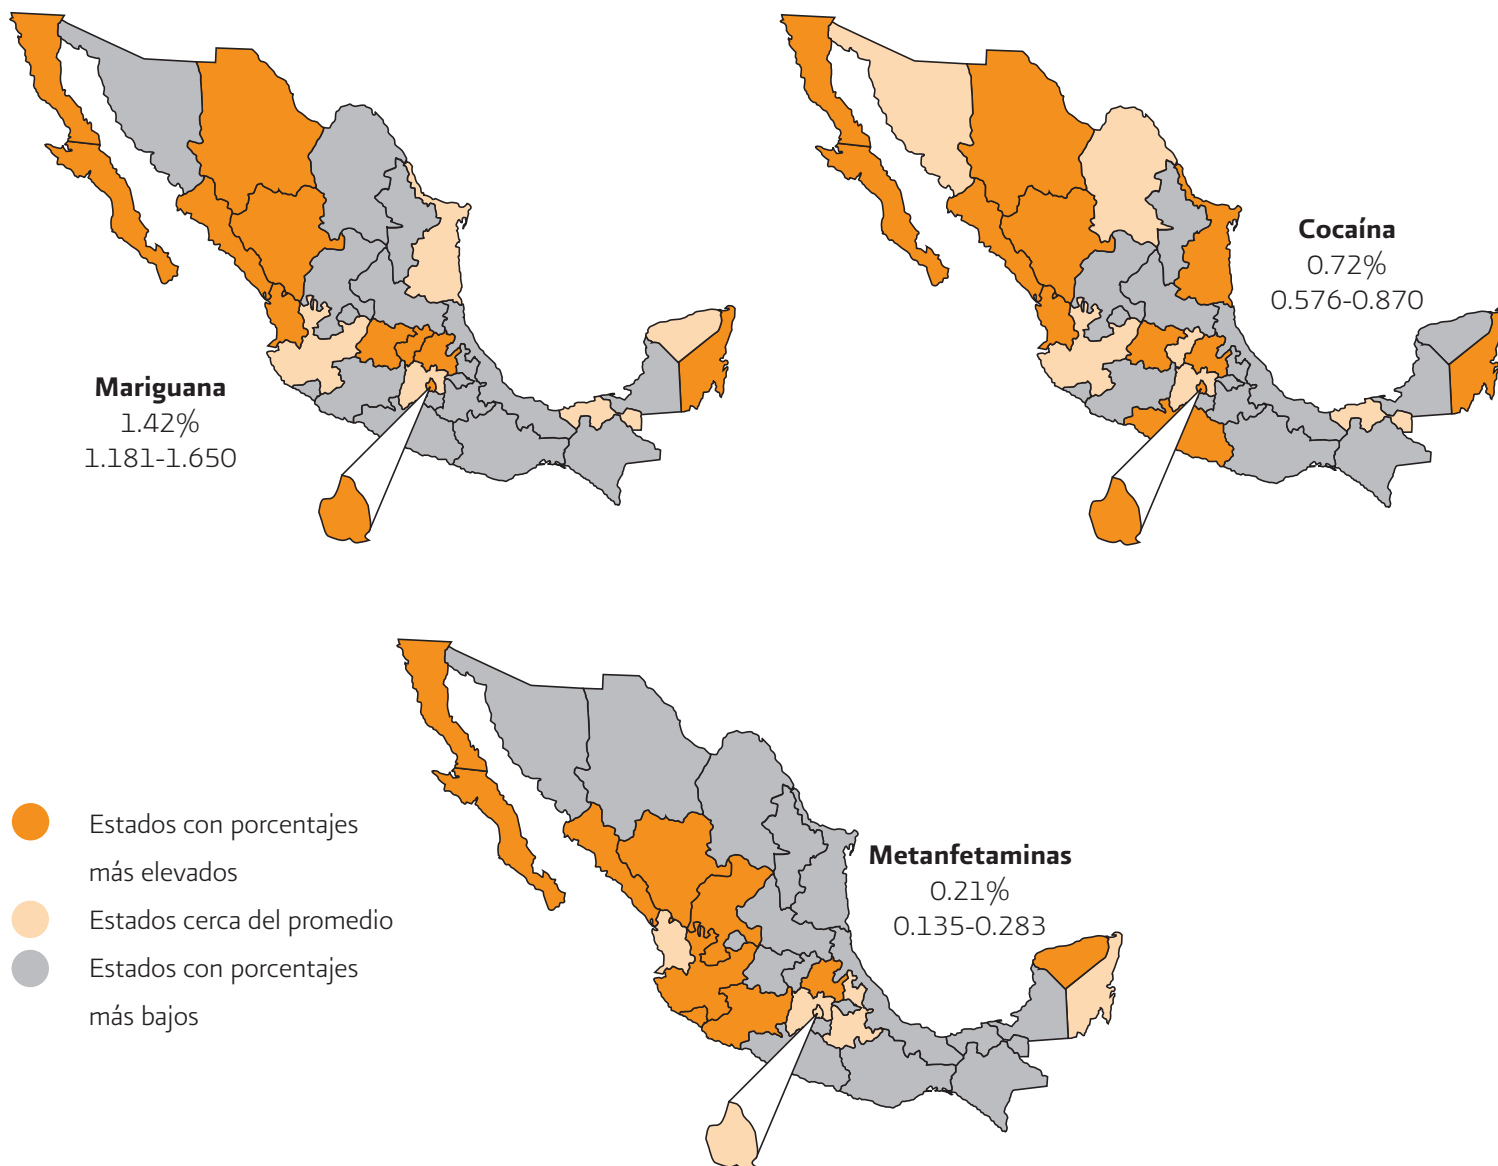 Mariguana
1.42%
1.181-1.650
Cocaína
0.72%
0.576-0.870
Metanfetaminas
0.21%
0.135-0.283
Estados con porcentajes
más elevados
Estados cerca del promedio
Estados con porcentajes
más bajos